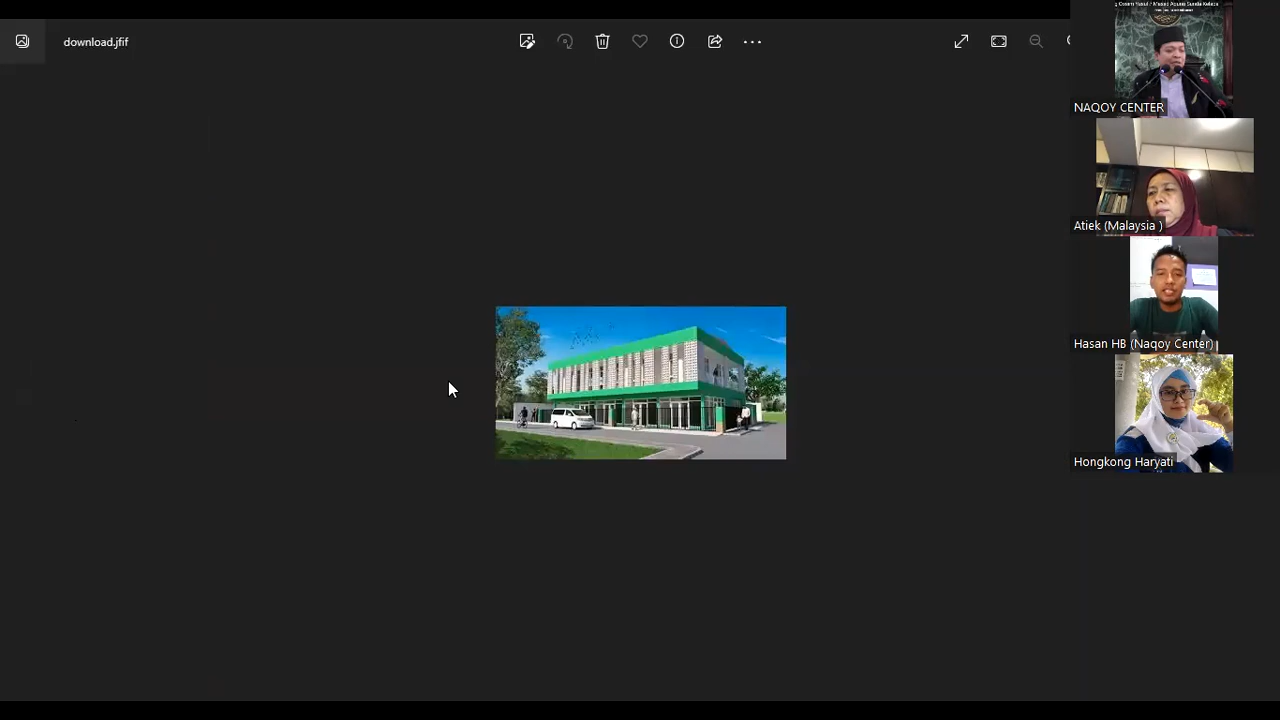 download.jfif
NAQOY CENTER
Atiek (Malaysia )
Hasan HB (Naqoy Center)
Hongkong Haryati